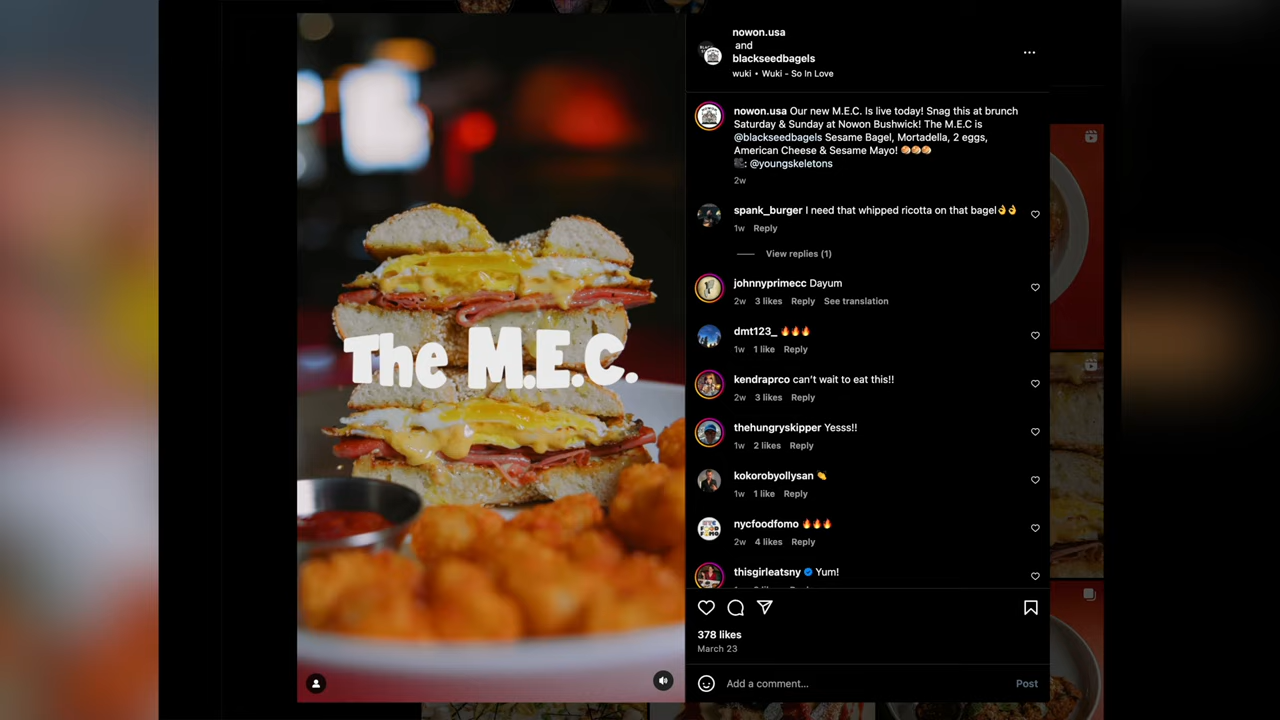 The M.E.C.
nowon.usa
and
blackseedbagels
wuki • Wuki - So In Love
nowon.usa Our new M.E.C. Is live today! Snag this at brunch
Saturday & Sunday at Nowon Bushwick! The M.E.C is
@blackseedbagels Sesame Bagel, Mortadella, 2 eggs,
American Cheese & Sesame Mayo! 🥯🥯🥯
🎥: @youngskeletons
2w
spank_burger I need that whipped ricotta on that bagel👌👌
1w Reply
View replies (1)
johnnyprimecc Dayum
2w 3 likes Reply See translation
dmt123_ 🔥🔥🔥
1w 1 like Reply
kendraprco can't wait to eat this!!
2w 3 likes Reply
thehungryskipper Yesss!!
1w 2 likes Reply
kokorobyollysan 👏
1w 1 like Reply
nycfoodfomo 🔥🔥🔥
2w 4 likes Reply
thisgirleatsny Yum!
378 likes
March 23
Add a comment...
Post